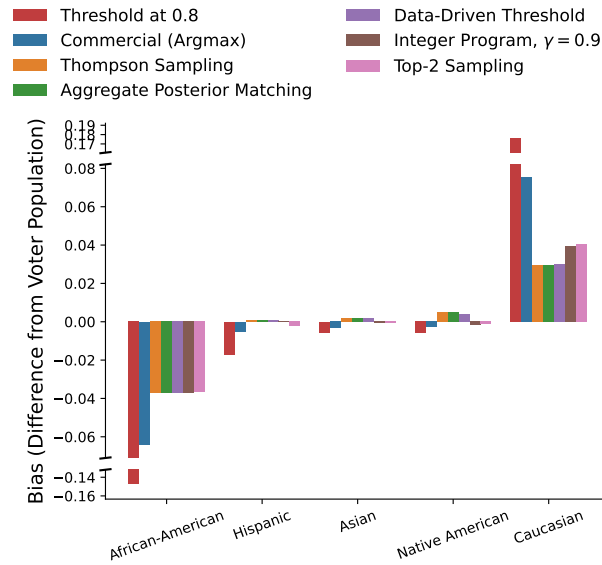 Threshold at 0.8
Commercial (Argmax)
Thompson Sampling
Aggregate Posterior Matching
Data-Driven Threshold
Integer Program, γ = 0.9
Top-2 Sampling
Bias (Difference from Voter Population)
0.19
0.18
0.17
0.08
0.06
0.04
0.02
0.00
−0.02
−0.04
−0.06
−0.14
−0.16
African-American
Hispanic
Asian
Native American
Caucasian